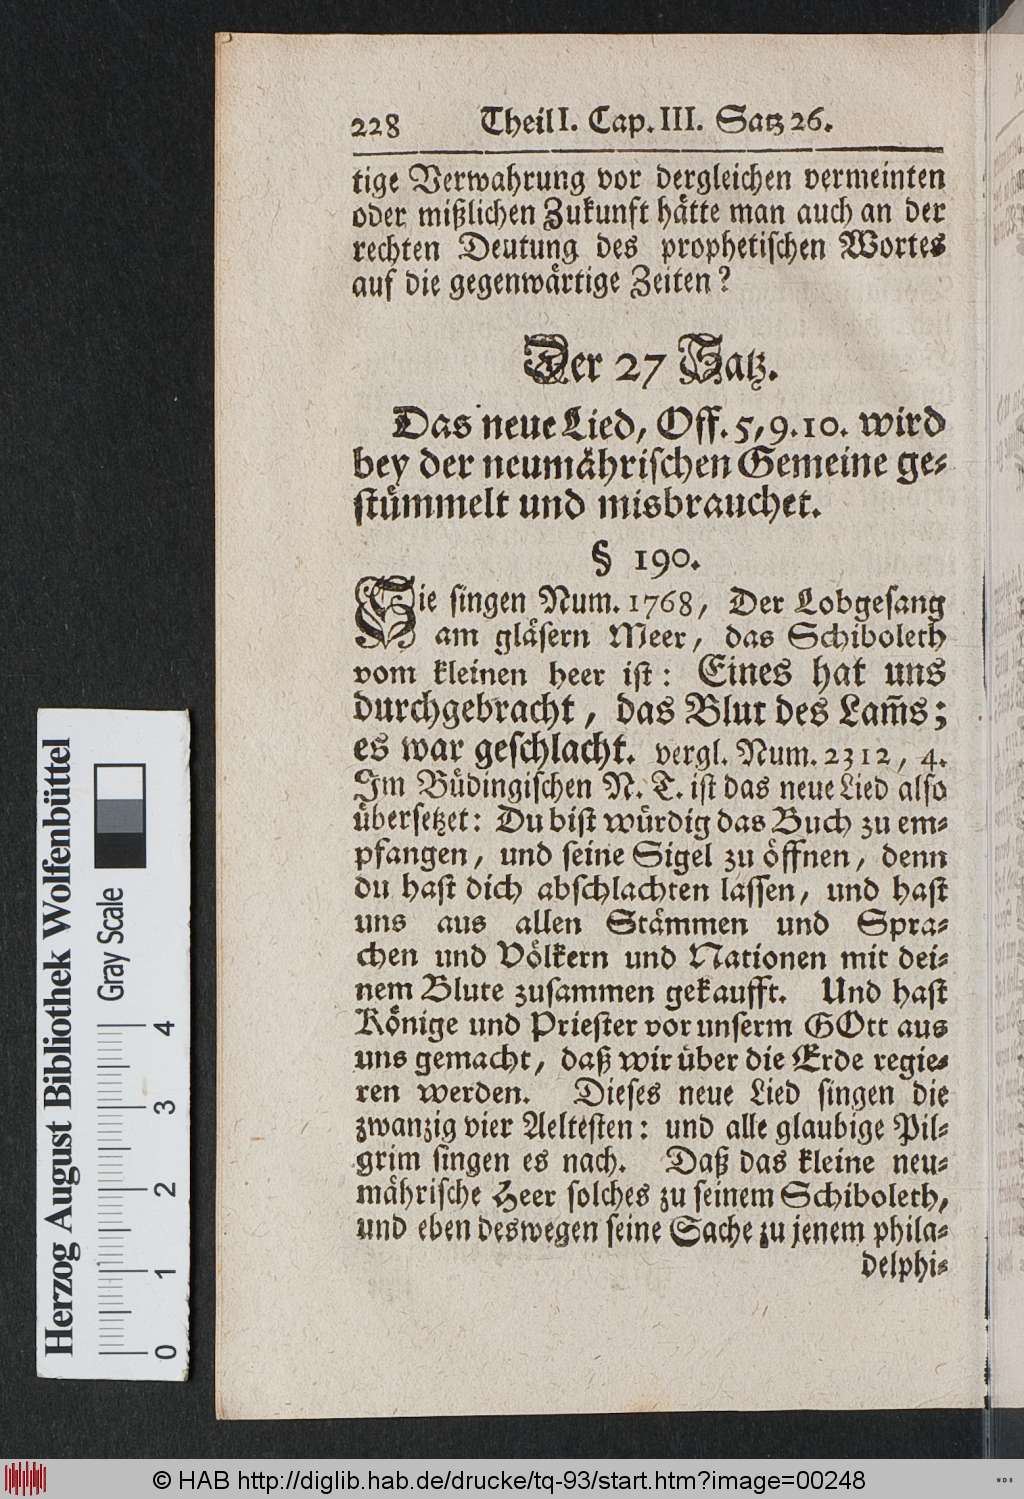 228 Theil I. Cap. III. Satz 26.
tige Verwahrung vor dergleichen vermeinten
oder mißlichen Zukunft hätte man auch an der
rechten Deutung des prophetischen Wortes
auf die gegenwärtige Zeiten?
Der 27 Satz.
Das neue Lied, Off. 5, 9. 10. wird
bey der neumährischen Gemeine ge-
stümmelt und misbrauchet.
§ 190.
Sie singen Num. 1768, Der Lobgesang
am gläsern Meer, das Schiboleth
vom kleinen heer ist: Eines hat uns
durchgebracht, das Blut des Lam̃s;
es war geschlacht. vergl. Num. 2312, 4.
Im Büdingischen N. T. ist das neue Lied also
übersetzet: Du bist würdig das Buch zu em-
pfangen, und seine Sigel zu öffnen, denn
du hast dich abschlachten lassen, und hast
uns aus allen Stämmen und Spra-
chen und Völkern und Nationen mit dei-
nem Blute zusammen gekaufft. Und hast
Könige und Priester vor unserm GOtt aus
uns gemacht, daß wir über die Erde regie-
ren werden. Dieses neue Lied singen die
zwanzig vier Aeltesten: und alle glaubige Pil-
grim singen es nach. Daß das kleine neu-
mährische Heer solches zu seinem Schiboleth,
und eben deswegen seine Sache zu jenem phila-
delphi-
Herzog August Bibliothek Wolfenbüttel
Gray Scale
0 1 2 3 4
© HAB http://diglib.hab.de/drucke/tq-93/start.htm?image=00248
WDB